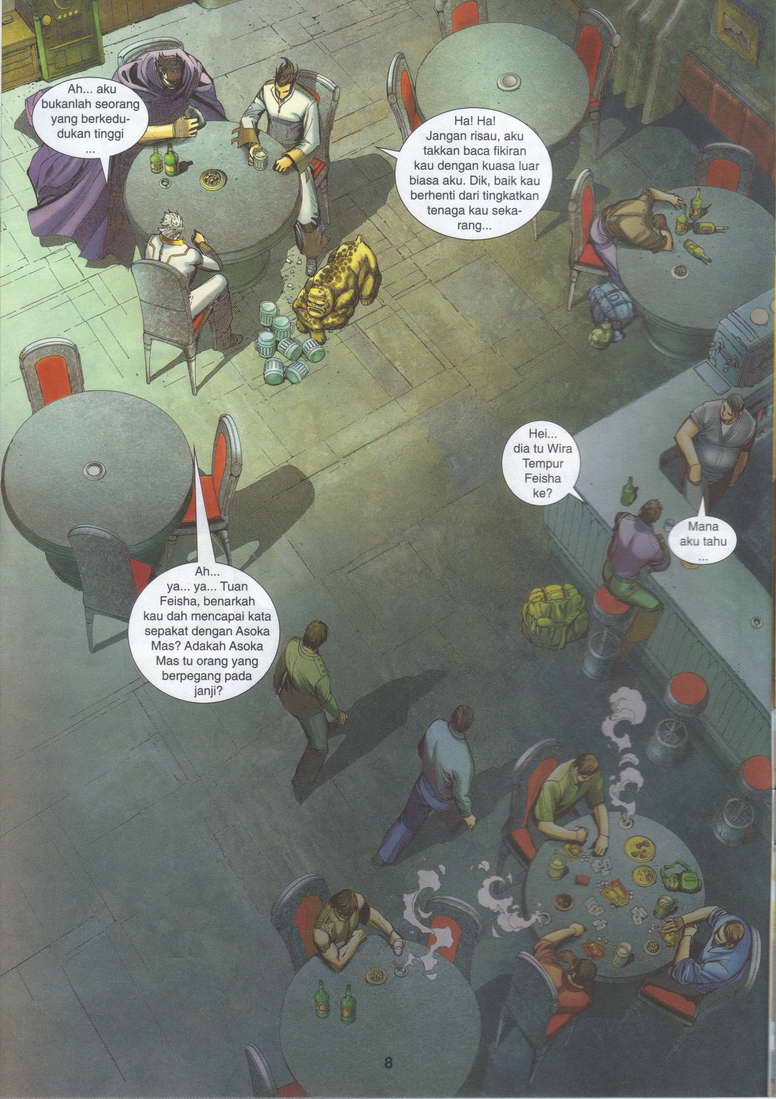 Ah... aku
bukanlah seorang
yang berkedu-
dukan tinggi
...
Ha! Ha!
Jangan risau, aku
takkan baca fikiran
kau dengan kuasa luar
biasa aku. Dik, baik kau
berhenti dari tingkatkan
tenaga kau seka-
rang...
Hei...
dia tu Wira
Tempur
Feisha
ke?
Mana
aku tahu
...
Ah...
ya... ya... Tuan
Feisha, benarkah
kau dah mencapai kata
sepakat dengan Asoka
Mas? Adakah Asoka
Mas tu orang yang
berpegang pada
janji?
8